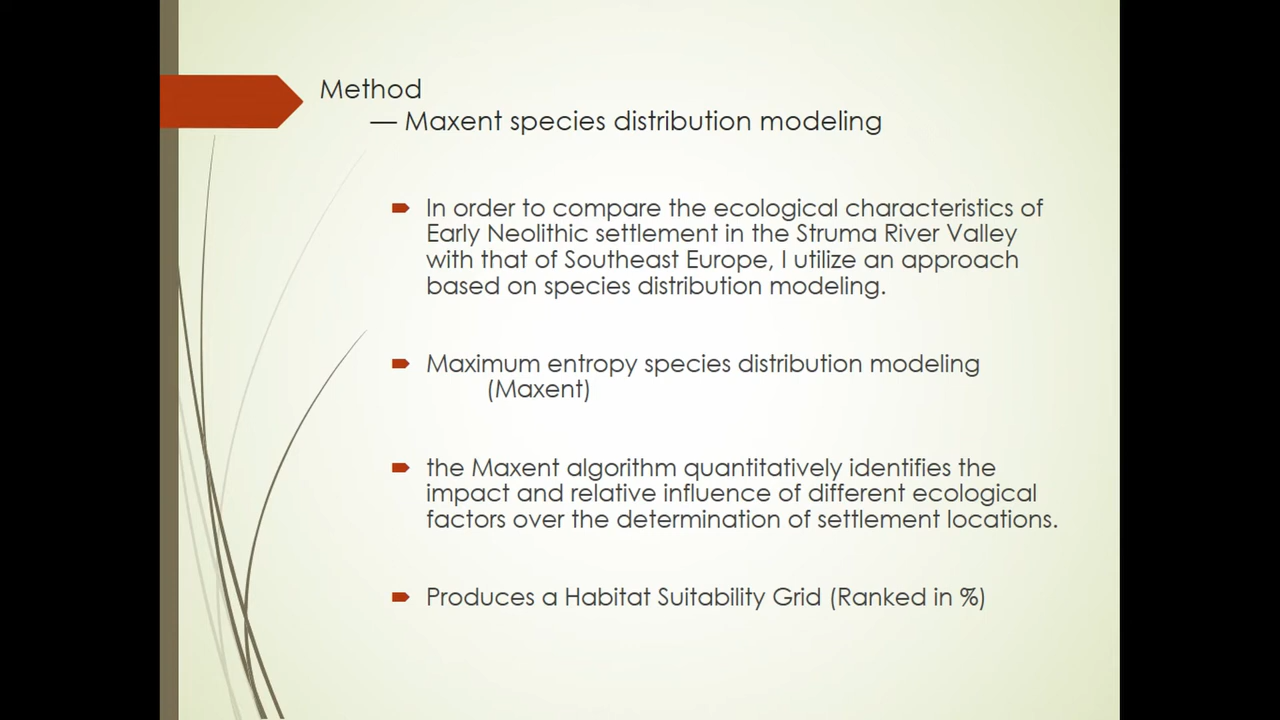 Method
— Maxent species distribution modeling
In order to compare the ecological characteristics of
Early Neolithic settlement in the Struma River Valley
with that of Southeast Europe, I utilize an approach
based on species distribution modeling.
Maximum entropy species distribution modeling
(Maxent)
the Maxent algorithm quantitatively identifies the
impact and relative influence of different ecological
factors over the determination of settlement locations.
Produces a Habitat Suitability Grid (Ranked in %)